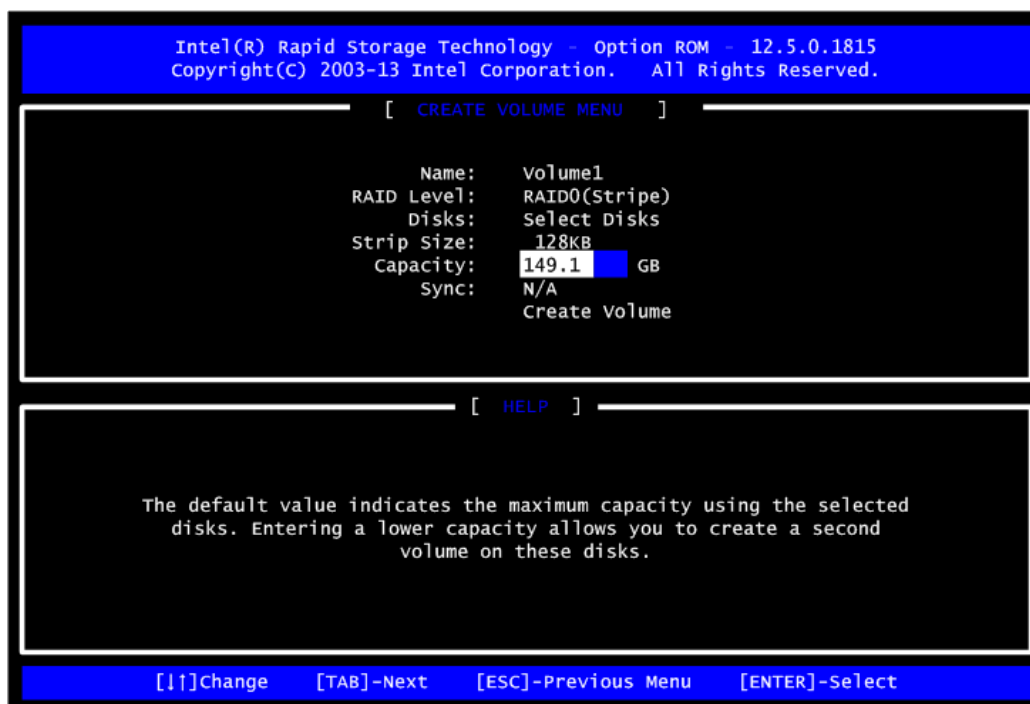 Intel(R) Rapid Storage Technology - Option ROM - 12.5.0.1815
Copyright(C) 2003-13 Intel Corporation. All Rights Reserved.
[ CREATE VOLUME MENU ]
Name: Volume1
RAID Level: RAID0(Stripe)
Disks: Select Disks
Strip Size: 128KB
Capacity: 149.1 GB
Sync: N/A
Create Volume
[ HELP ]
The default value indicates the maximum capacity using the selected
disks. Entering a lower capacity allows you to create a second
volume on these disks.
[↓↑]Change [TAB]-Next [ESC]-Previous Menu [ENTER]-Select